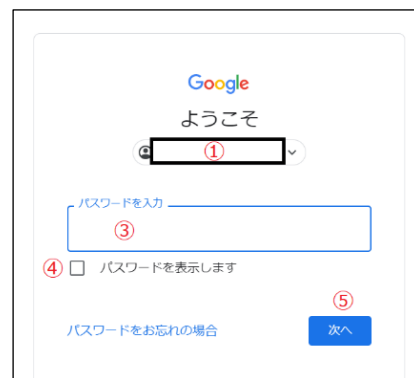 Google
ようこそ
①
パスワードを入力
③
④ パスワードを表示します
⑤
パスワードをお忘れの場合 次へ